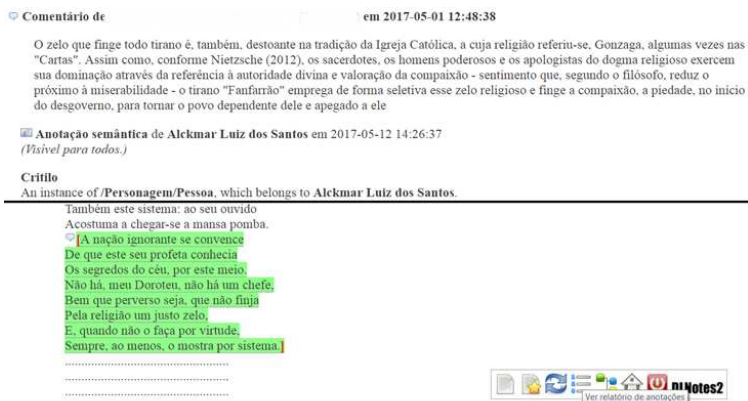 Comentário de em 2017-05-01 12:48:38
O zelo que finge todo tirano é, também, destoante na tradição da Igreja Católica, a cuja religião referiu-se, Gonzaga, algumas vezes nas
"Cartas". Assim como, conforme Nietzsche (2012), os sacerdotes, os homens poderosos e os apologistas do dogma religioso exercem
sua dominação através da referência à autoridade divina e valoração da compaixão - sentimento que, segundo o filósofo, reduz o
próximo à miserabilidade - o tirano "Fanfarrão" emprega de forma seletiva esse zelo religioso e finge a compaixão, a piedade, no início
do desgoverno, para tornar o povo dependente dele e apegado a ele
Anotação semântica de Alckmar Luiz dos Santos em 2017-05-12 14:26:37
(Visível para todos.)
Critilo
An instance of /Personagem/Pessoa, which belongs to Alckmar Luiz dos Santos.
Também este sistema: ao seu ouvido
Acostuma a chegar-se a mansa pomba.
[A nação ignorante se convence
De que este seu profeta conhecia
Os segredos do céu, por este meio.
Não há, meu Doroteu, não há um chefe,
Bem que perverso seja, que não finja
Pela religião um justo zelo,
E, quando não o faça por virtude,
Sempre, ao menos, o mostra por sistema.]
......................................................
......................................................
......................................................
DLNotes2
Ver relatório de anotações